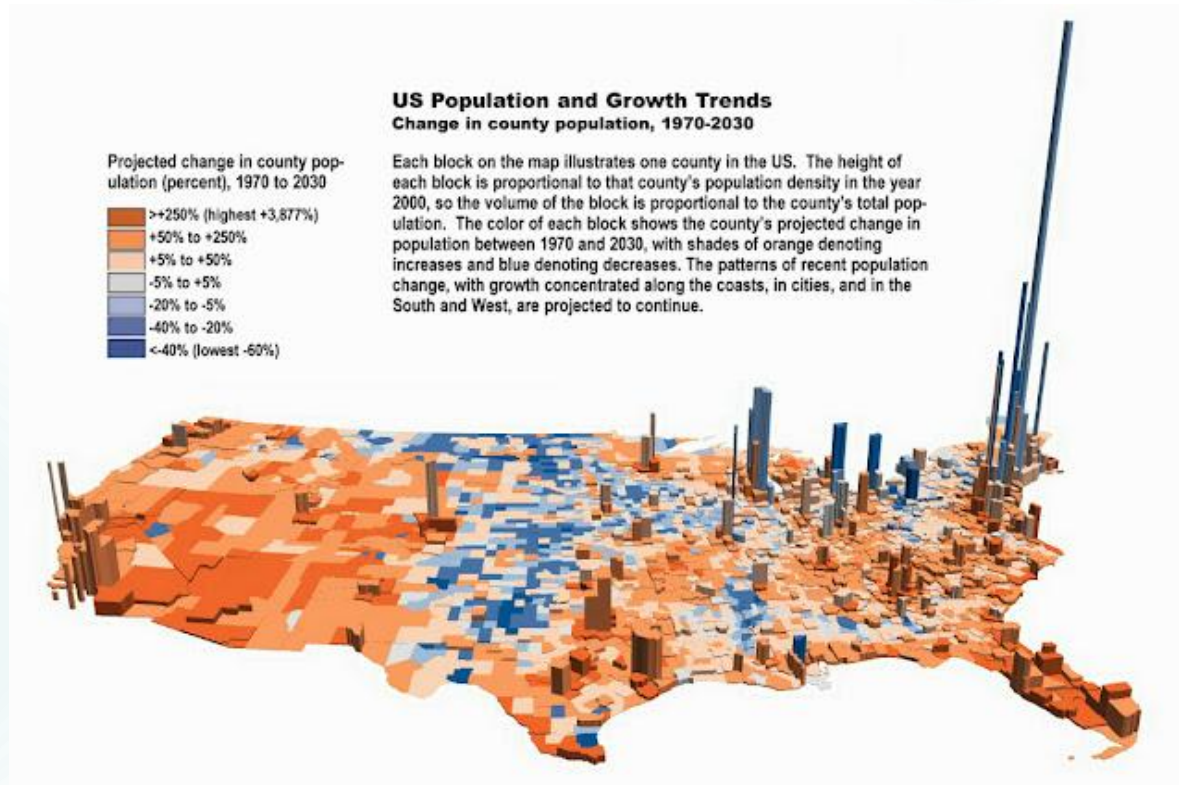 US Population and Growth Trends
Change in county population, 1970-2030
Projected change in county pop-
ulation (percent), 1970 to 2030
>+250% (highest +3,877%)
+50% to +250%
+5% to +50%
-5% to +5%
-20% to -5%
-40% to -20%
<-40% (lowest -60%)
Each block on the map illustrates one county in the US. The height of
each block is proportional to that county's population density in the year
2000, so the volume of the block is proportional to the county's total pop-
ulation. The color of each block shows the county's projected change in
population between 1970 and 2030, with shades of orange denoting
increases and blue denoting decreases. The patterns of recent population
change, with growth concentrated along the coasts, in cities, and in the
South and West, are projected to continue.